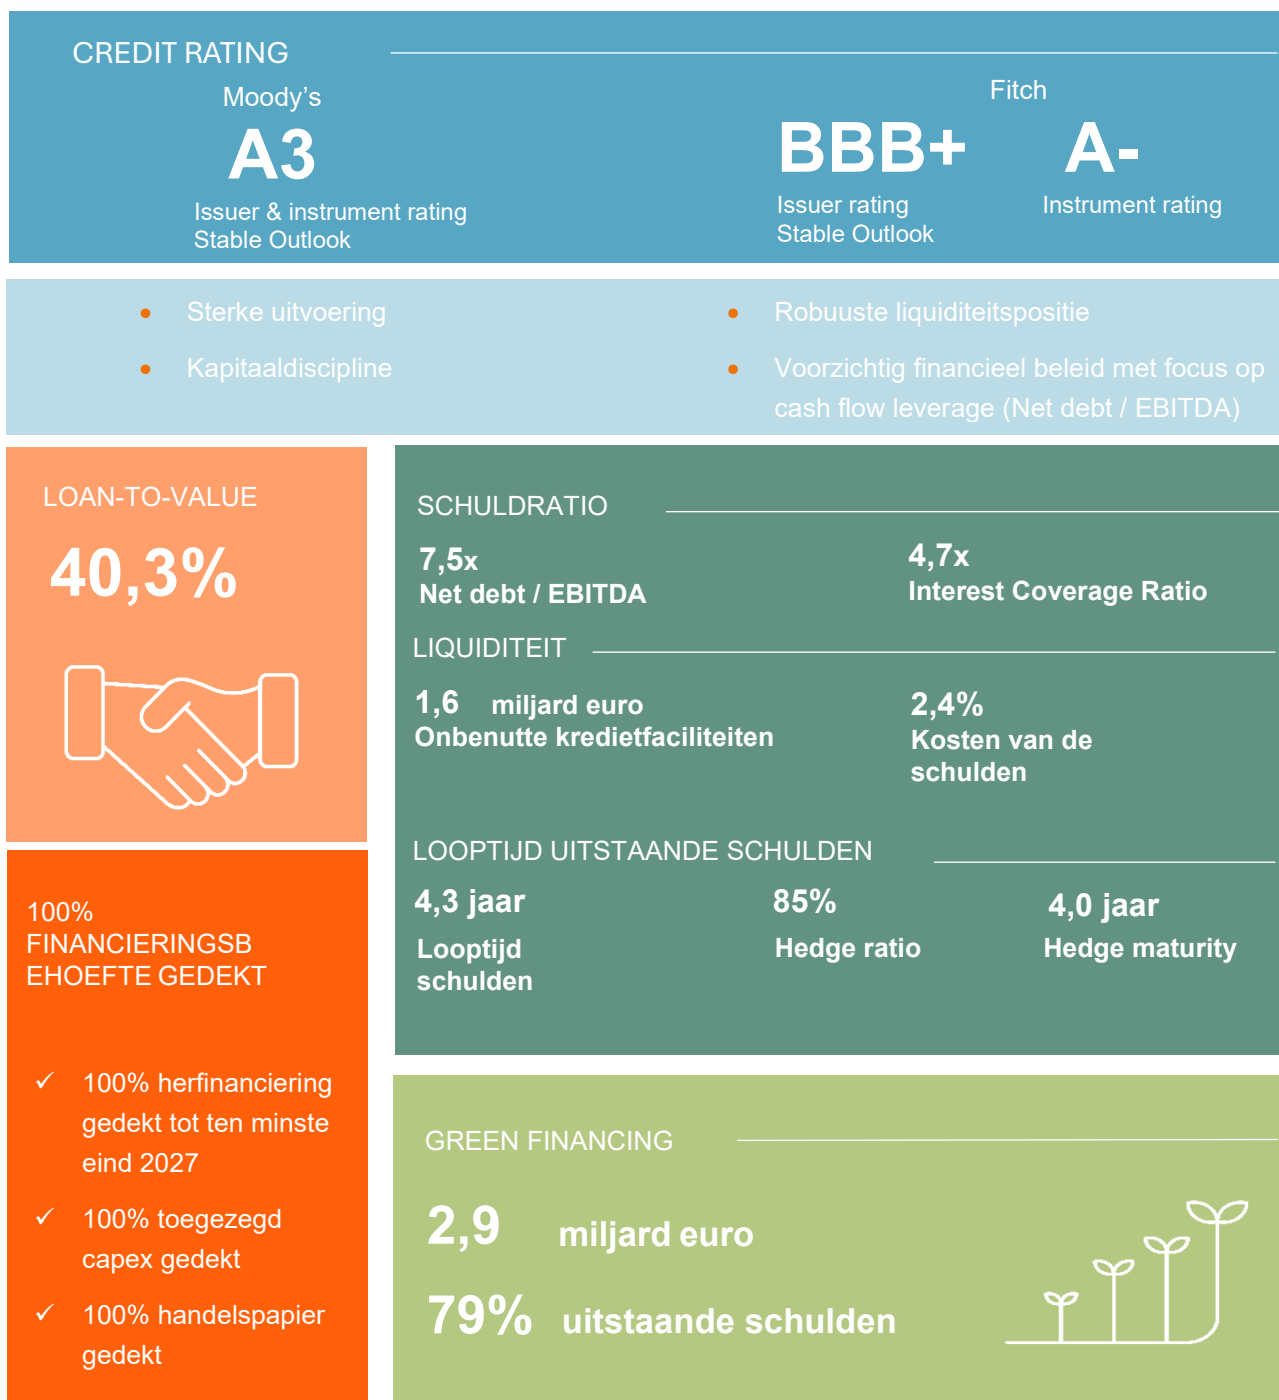 CREDIT RATING
Moody's
A3
Issuer & instrument rating
Stable Outlook
Fitch
BBB+
Issuer rating
Stable Outlook
A-
Instrument rating
• Sterke uitvoering
• Kapitaaldiscipline
• Robuuste liquiditeitspositie
• Voorzichtig financieel beleid met focus op
cash flow leverage (Net debt / EBITDA)
LOAN-TO-VALUE
40,3%
SCHULDRATIO
7,5x
Net debt / EBITDA
4,7x
Interest Coverage Ratio
LIQUIDITEIT
1,6 miljard euro
Onbenutte kredietfaciliteiten
2,4%
Kosten van de
schulden
LOOPTIJD UITSTAANDE SCHULDEN
4,3 jaar
Looptijd
schulden
85%
Hedge ratio
4,0 jaar
Hedge maturity
100%
FINANCIERINGSB
EHOEFTE GEDEKT
✓ 100% herfinanciering
gedekt tot ten minste
eind 2027
✓ 100% toegezegd
capex gedekt
✓ 100% handelspapier
gedekt
GREEN FINANCING
2,9 miljard euro
79% uitstaande schulden